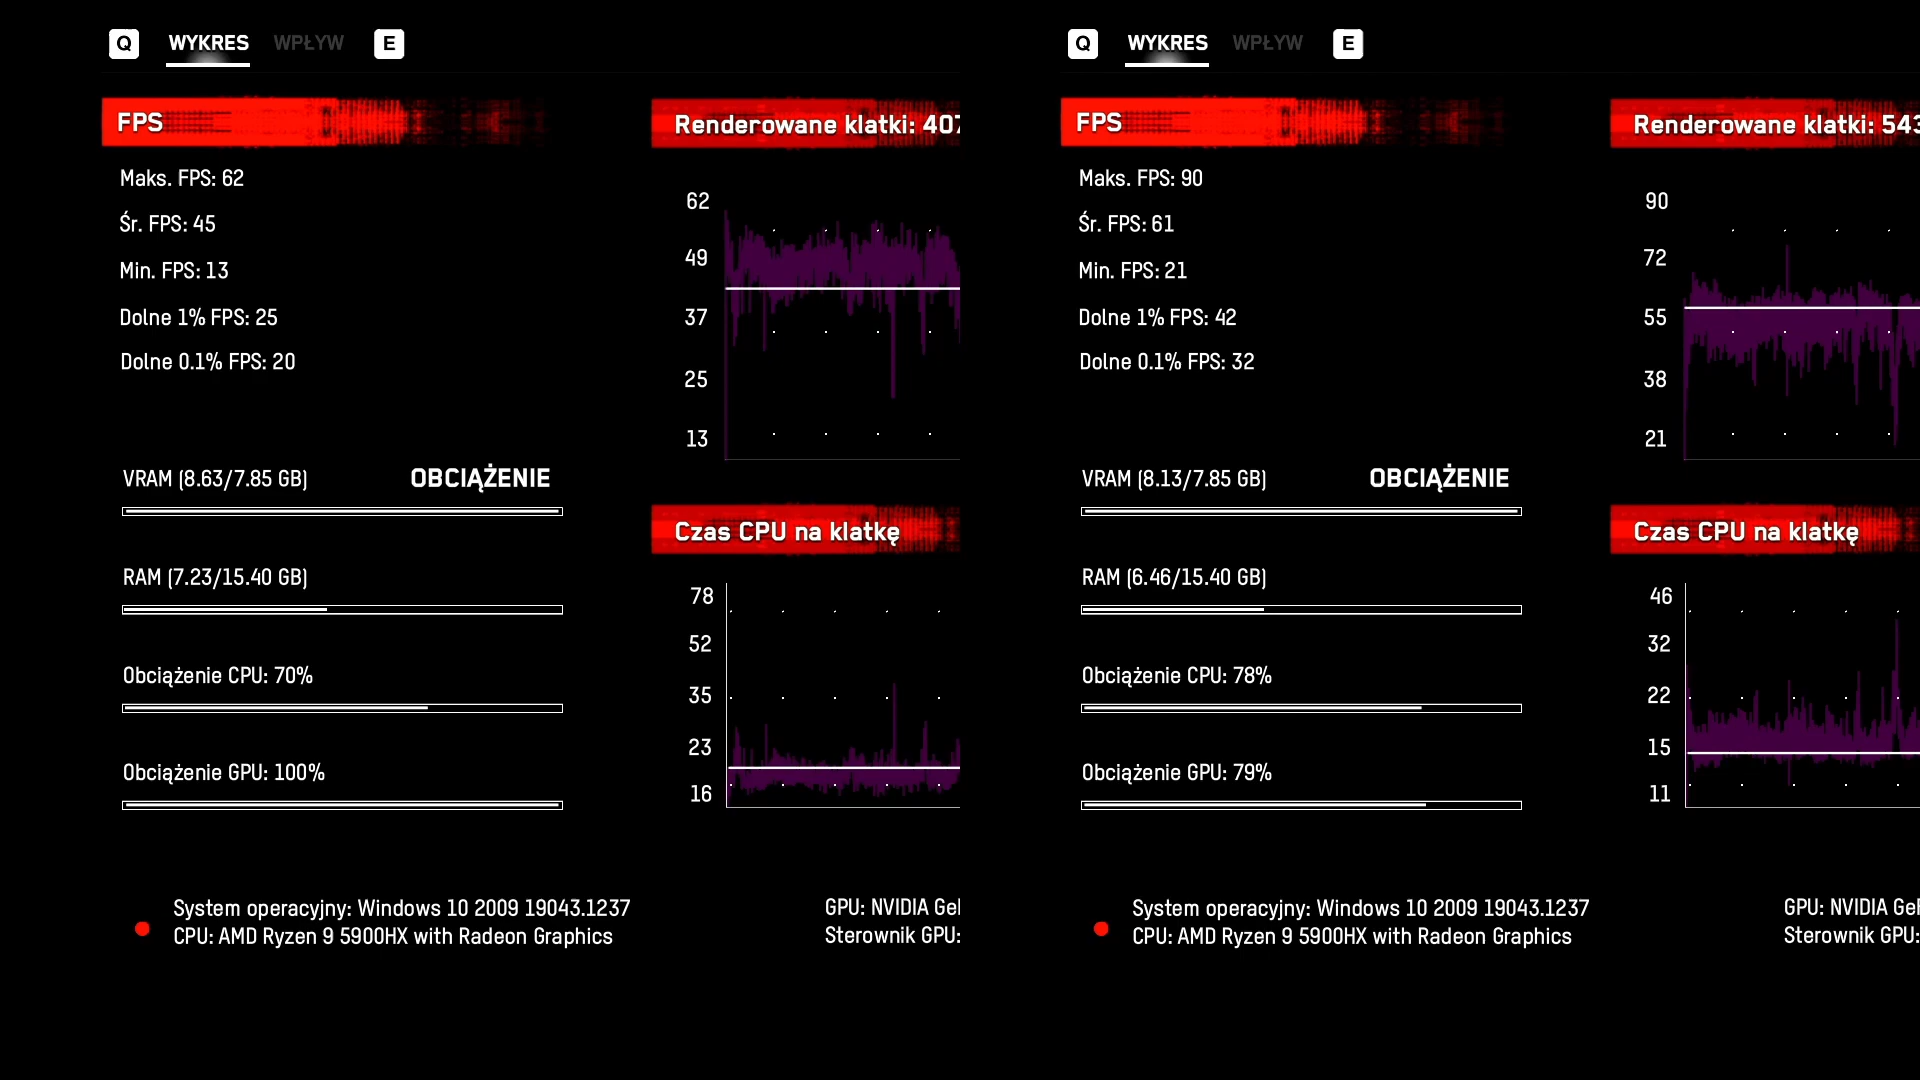 Q WYKRES WPŁYW E
FPS
Maks. FPS: 62
Śr. FPS: 45
Min. FPS: 13
Dolne 1% FPS: 25
Dolne 0.1% FPS: 20
VRAM (8.63/7.85 GB) OBCIĄŻENIE
RAM (7.23/15.40 GB)
Obciążenie CPU: 70%
Obciążenie GPU: 100%
Renderowane klatki: 407
62
49
37
25
13
Czas CPU na klatkę
78
52
35
23
16
System operacyjny: Windows 10 2009 19043.1237
CPU: AMD Ryzen 9 5900HX with Radeon Graphics
GPU: NVIDIA
Sterownik GPU:
Q WYKRES WPŁYW E
FPS
Maks. FPS: 90
Śr. FPS: 61
Min. FPS: 21
Dolne 1% FPS: 42
Dolne 0.1% FPS: 32
VRAM (8.13/7.85 GB) OBCIĄŻENIE
RAM (6.46/15.40 GB)
Obciążenie CPU: 78%
Obciążenie GPU: 79%
Renderowane klatki: 543
90
72
55
38
21
Czas CPU na klatkę
46
32
22
15
11
System operacyjny: Windows 10 2009 19043.1237
CPU: AMD Ryzen 9 5900HX with Radeon Graphics
GPU: NVIDIA
Sterownik GPU: